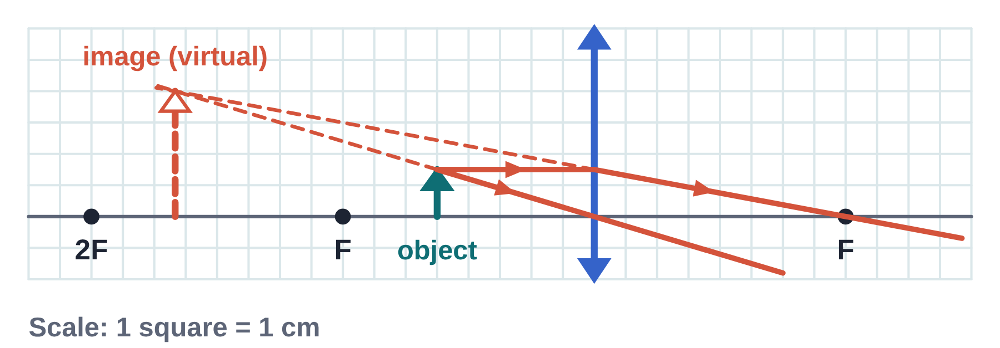 image (virtual)
2F
F
object
F
Scale: 1 square = 1 cm